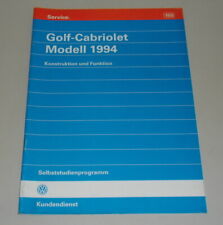 Service.
Golf-Cabriolet
Modell 1994
Konstruktion und Funktion
Selbststudienprogramm
Kundendienst